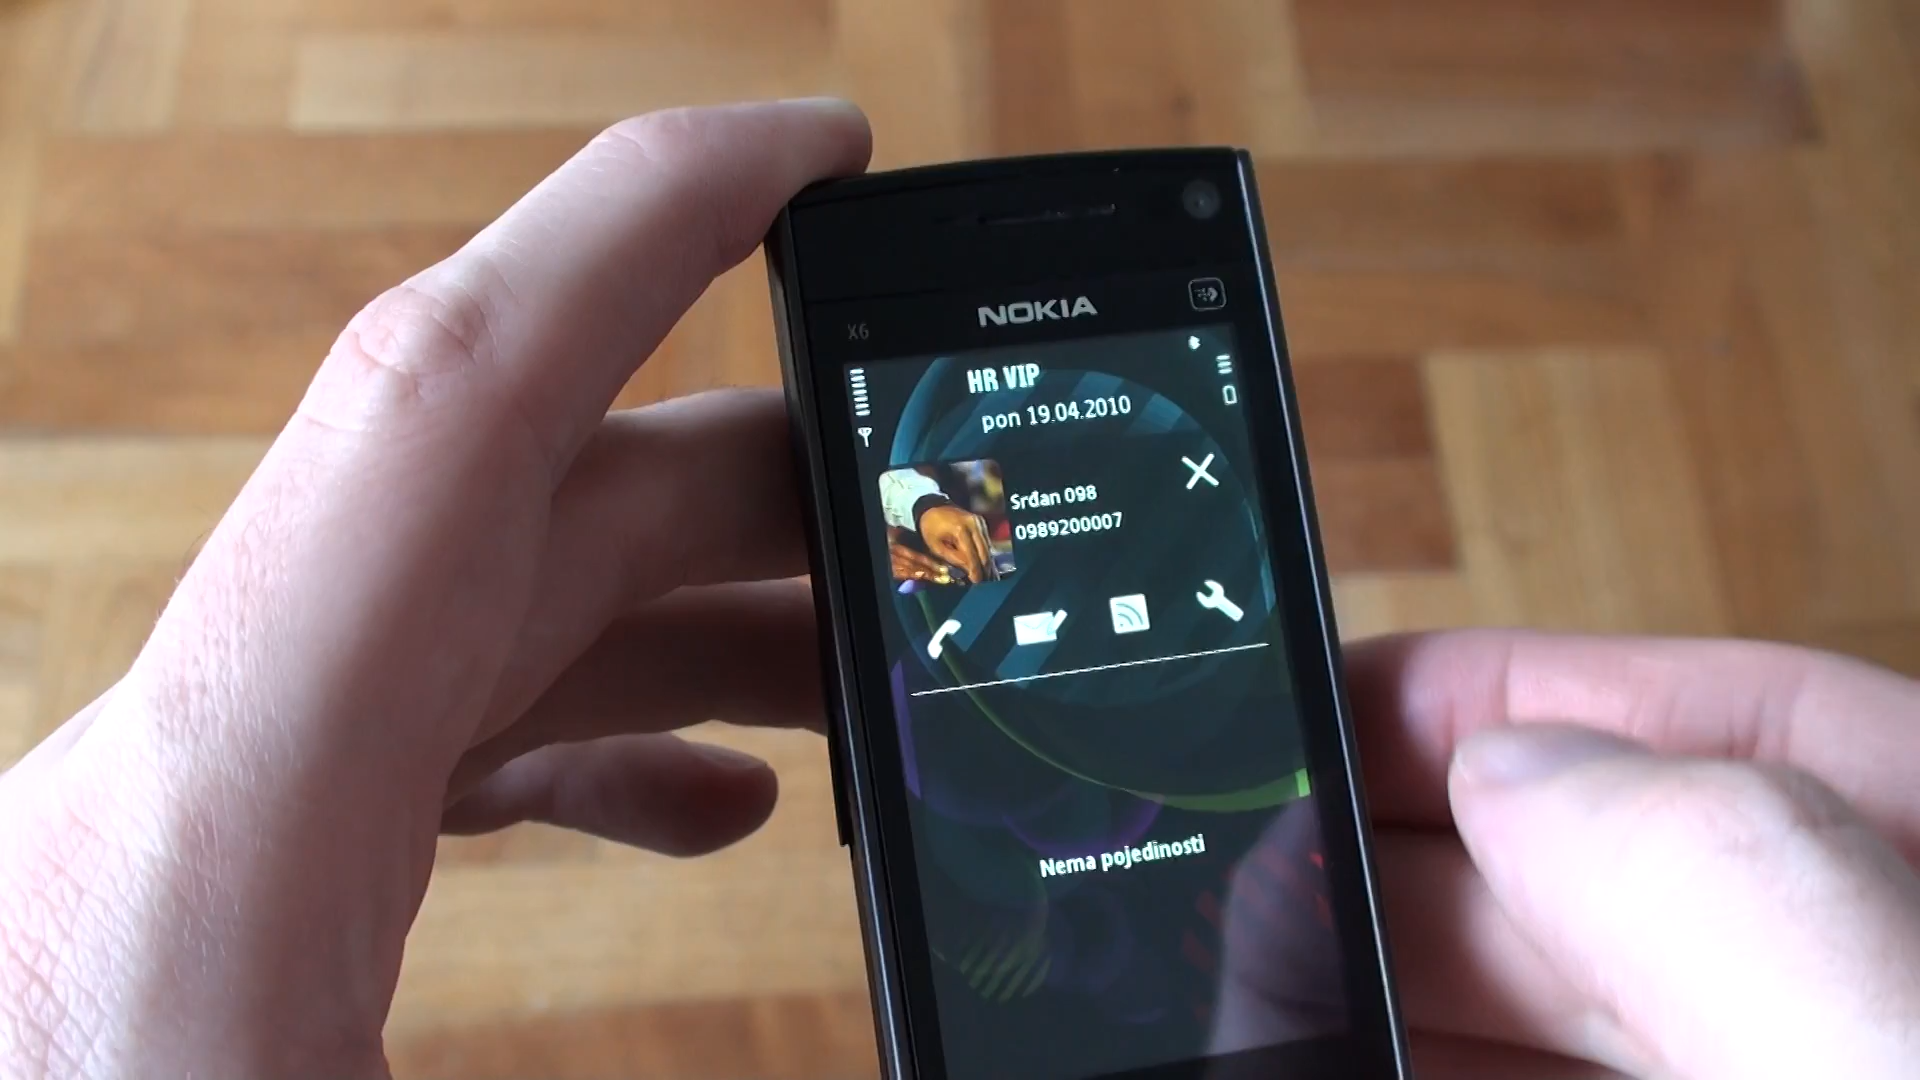 NOKIA
X6
HR VIP
pon 19.04.2010
Srđan 098
0989200007
Nema pojedinosti